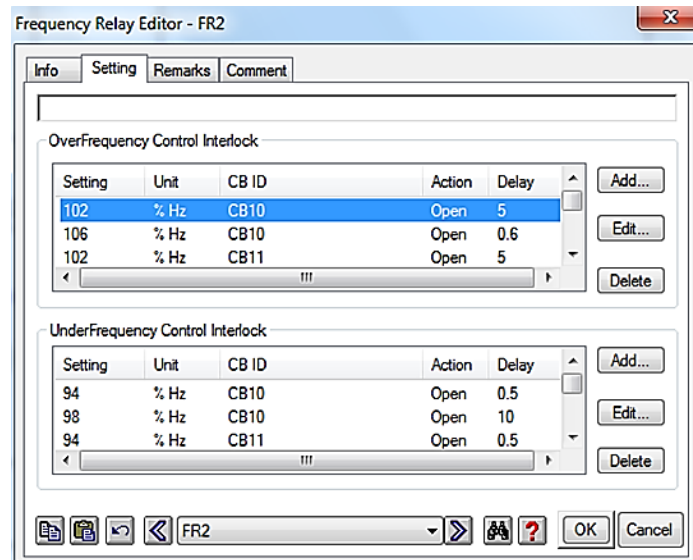 Frequency Relay Editor - FR2
Info Setting Remarks Comment
OverFrequency Control Interlock
Setting Unit CB ID Action Delay
102 % Hz CB10 Open 5
106 % Hz CB10 Open 0.6
102 % Hz CB11 Open 5
Add...
Edit...
Delete
UnderFrequency Control Interlock
Setting Unit CB ID Action Delay
94 % Hz CB10 Open 0.5
98 % Hz CB10 Open 10
94 % Hz CB11 Open 0.5
Add...
Edit...
Delete
FR2 ? OK Cancel